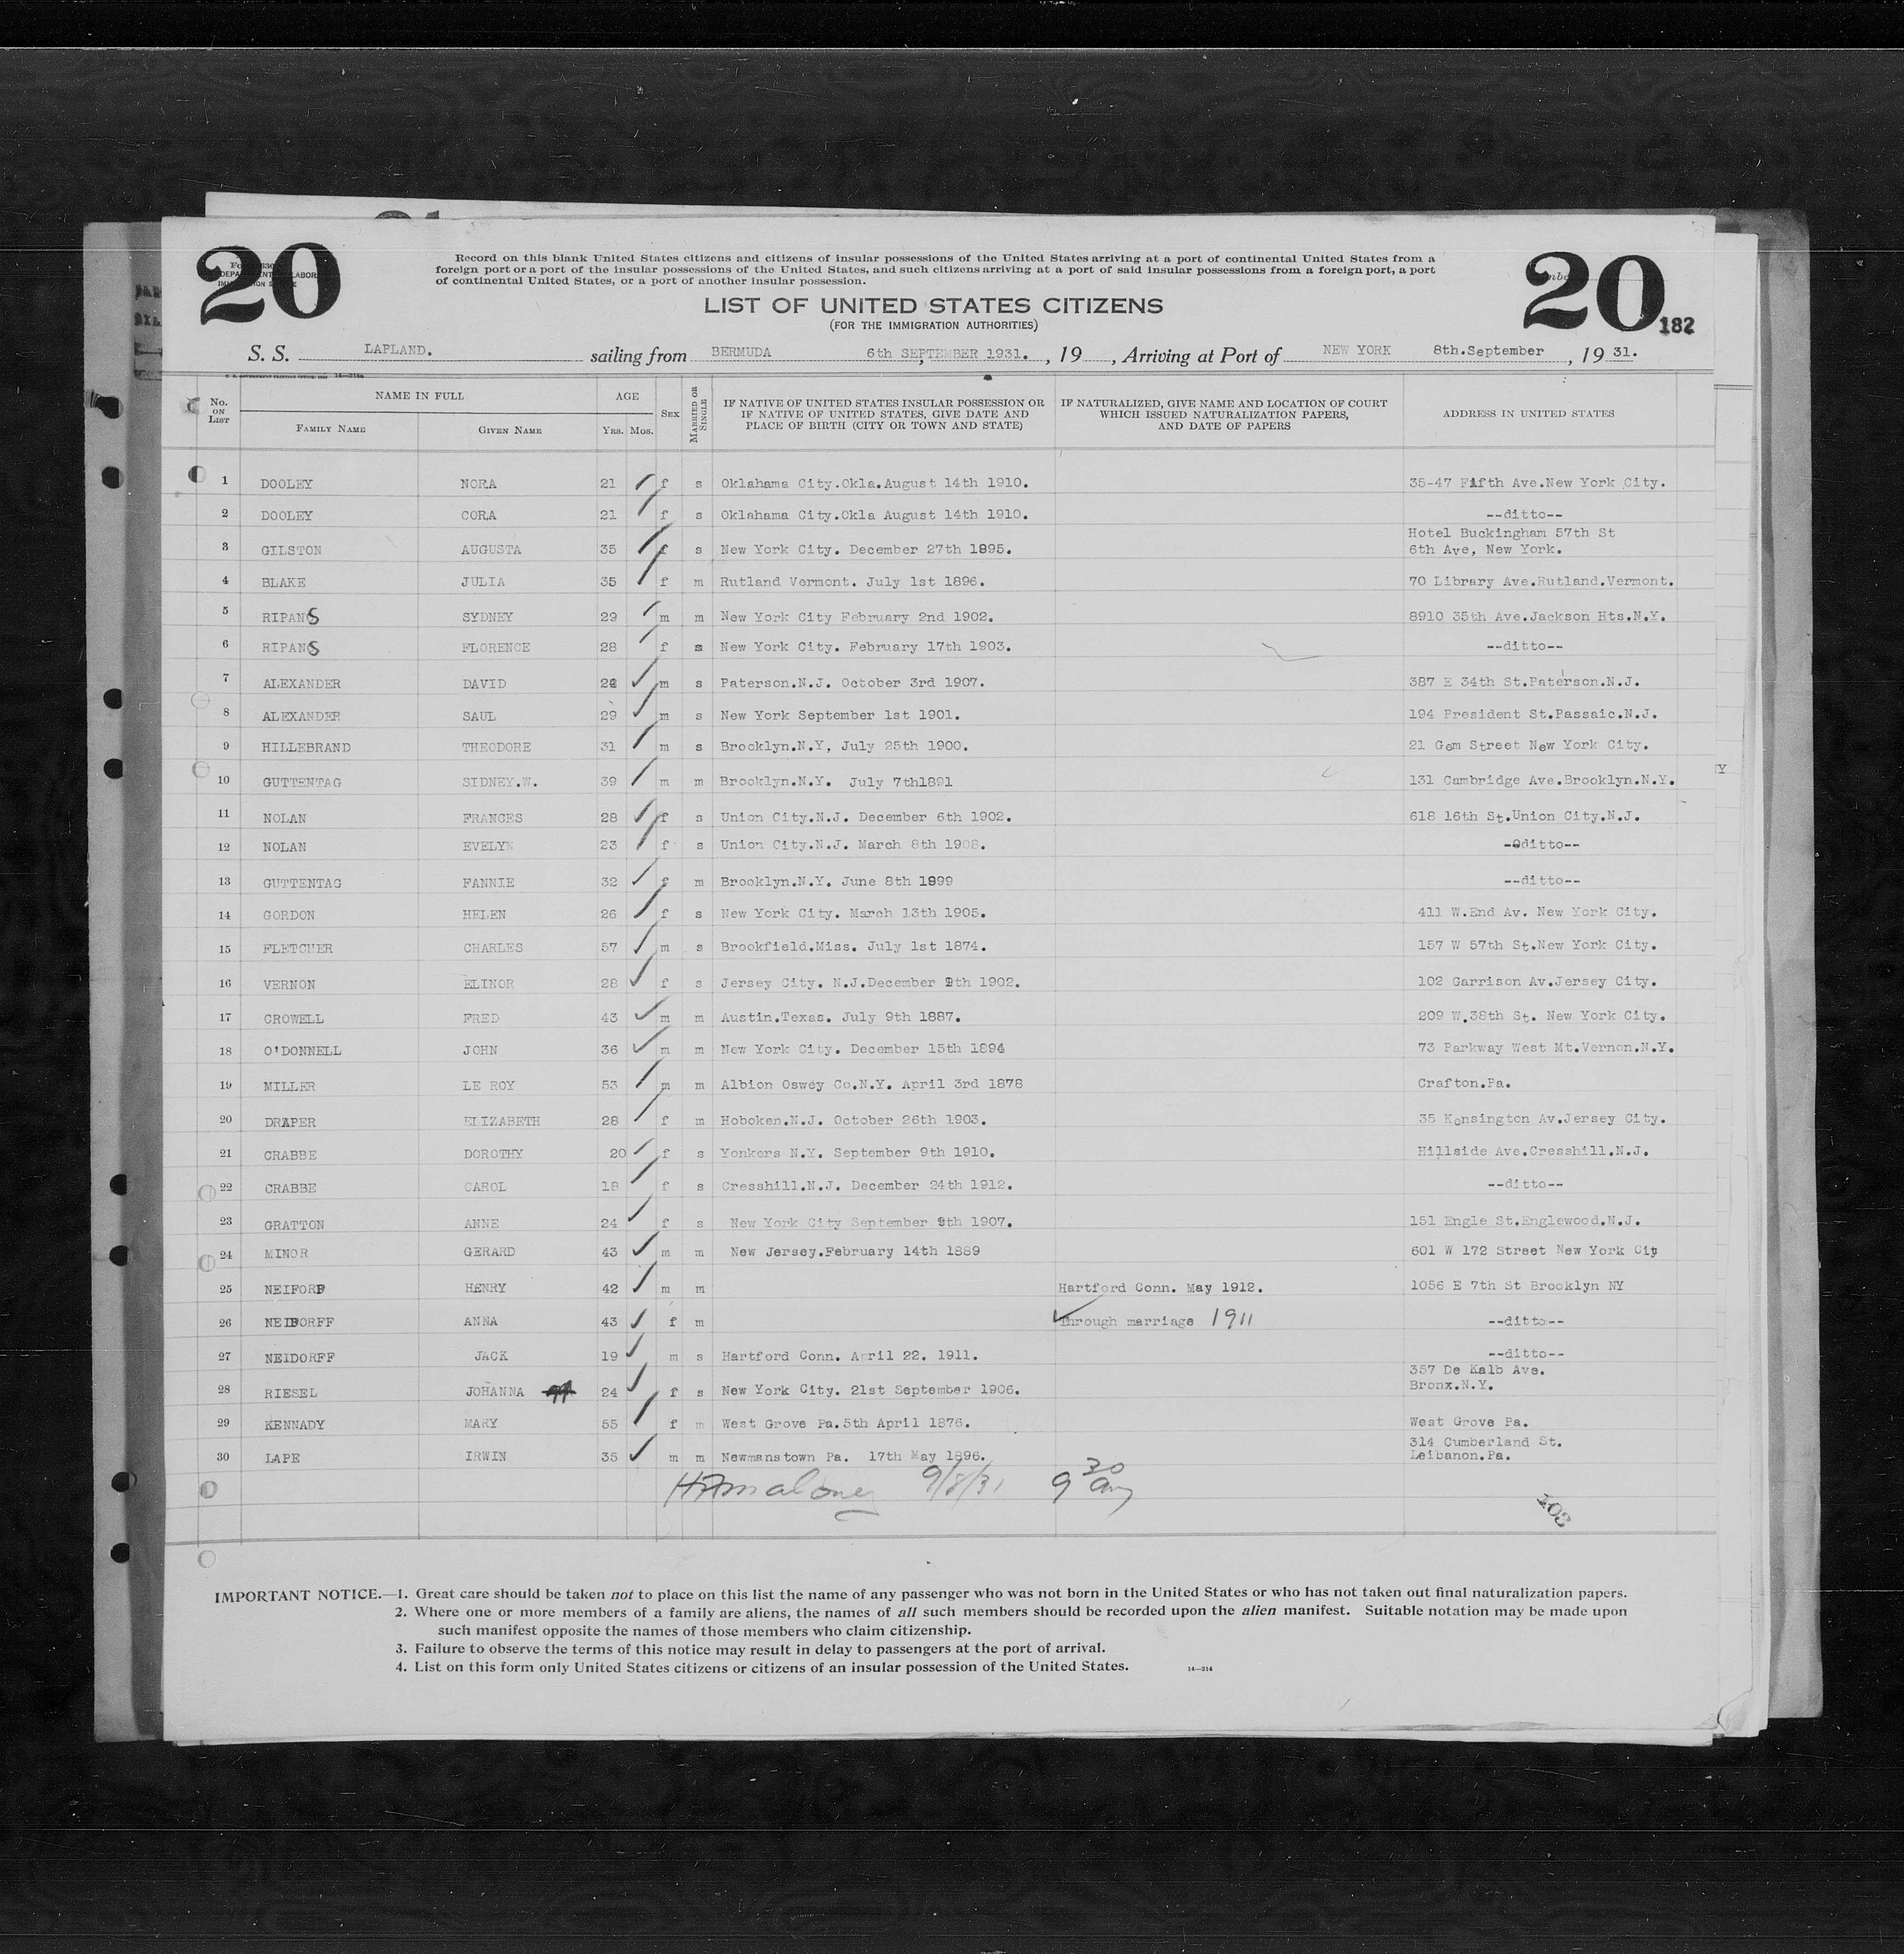 20
20
182
Record on this blank United States citizens and citizens of insular possessions of the United States arriving at a port of continental United States from a
foreign port or a port of the insular possessions of the United States, and such citizens arriving at a port of said insular possessions from a foreign port, a port
of continental United States, or a port of another insular possession.
LIST OF UNITED STATES CITIZENS
(FOR THE IMMIGRATION AUTHORITIES)
S. S. LAPLAND. sailing from BERMUDA 6th SEPTEMBER 1931. , 19 , Arriving at Port of NEW YORK 8th.September , 19 31.
No. ON LIST NAME IN FULL FAMILY NAME GIVEN NAME AGE YRS. MOS. SEX MARRIED OR SINGLE IF NATIVE OF UNITED STATES INSULAR POSSESSION OR IF NATIVE OF UNITED STATES, GIVE DATE AND PLACE OF BIRTH (CITY OR TOWN AND STATE) IF NATURALIZED, GIVE NAME AND LOCATION OF COURT WHICH ISSUED NATURALIZATION PAPERS, AND DATE OF PAPERS ADDRESS IN UNITED STATES
1 DOOLEY NORA 21 f s Oklahama City.Okla.August 14th 1910. 35-47 Fifth Ave.New York City.
2 DOOLEY CORA 21 f s Oklahama City.Okla August 14th 1910. --ditto--
3 GILSTON AUGUSTA 35 f s New York City. December 27th 1895. Hotel Buckingham 57th St
6th Ave, New York.
4 BLAKE JULIA 35 f m Rutland Vermont. July 1st 1896. 70 Library Ave.Rutland.Vermont.
5 RIPANS SYDNEY 29 m m New York City February 2nd 1902. 8910 35th Ave.Jackson Hts.N.Y.
6 RIPANS FLORENCE 28 f m New York City. February 17th 1903. --ditto--
7 ALEXANDER DAVID m s Paterson.N.J. October 3rd 1907. 387 E 34th St.Paterson.N.J.
8 ALEXANDER SAUL 29 m s New York September 1st 1901. 194 President St.Passaic.N.J.
9 HILLEBRAND THEODORE 31 m s Brooklyn.N.Y, July 25th 1900. 21 Gem Street New York City.
10 GUTTENTAG SIDNEY.W. 39 m m Brooklyn.N.Y. July 7th1891 131 Cambridge Ave.Brooklyn.N.Y.
11 NOLAN FRANCES 28 f s Union City.N.J. December 6th 1902. 618 16th St.Union City.N.J.
12 NOLAN EVELYN 23 f s Union City.N.J. March 8th 1908. --ditto--
13 GUTTENTAG FANNIE 32 f m Brooklyn.N.Y. June 8th 1899 --ditto--
14 GORDON HELEN 26 f s New York City. March 13th 1905. 411 W.End Av. New York City.
15 FLETCHER CHARLES 57 m s Brookfield.Miss. July 1st 1874. 157 W 57th St.New York City.
16 VERNON ELINOR 28 f s Jersey City. N.J.December 9th 1902. 102 Garrison Av.Jersey City.
17 CROWELL FRED 43 m m Austin.Texas. July 9th 1887. 209 W.38th St. New York City.
18 O'DONNELL JOHN 36 m m New York City. December 15th 1894 73 Parkway West Mt.Vernon.N.Y.
19 MILLER LE ROY 53 m m Albion Oswey Co.N.Y. April 3rd 1878 Crafton.Pa.
20 DRAPER ELIZABETH 28 f m Hoboken.N.J. October 26th 1903. 35 Kensington Av.Jersey City.
21 CRABBE DOROTHY 20 f s Yonkers N.Y. September 9th 1910. Hillside Ave.Cresshill.N.J.
22 CRABBE CAROL 18 f s Cresshill.N.J. December 24th 1912. --ditto--
23 GRATTON ANNE 24 f s New York City September 9th 1907. 151 Engle St.Englewood.N.J.
24 MINOR GERARD 43 m m New Jersey.February 14th 1889 601 W 172 Street New York City
25 NEIFORF HENRY 42 m m Hartford Conn. May 1912. 1056 E 7th St Brooklyn NY
26 NEIDORFF ANNA 43 f m Through marriage 1911 --ditto--
27 NEIDORFF JACK 19 m s Hartford Conn. April 22. 1911. --ditto--
28 RIESEL JOHANNA 24 f s New York City. 21st September 1906. 357 De Kalb Ave.
Bronx.N.Y.
29 KENNADY MARY 55 f m West Grove Pa.5th April 1876. West Grove Pa.
30 LAPE IRWIN 35 m m Newmanstown Pa. 17th May 1896. 314 Cumberland St.
Leibanon.Pa.
9/8/31 9 30 am
103
IMPORTANT NOTICE.—1. Great care should be taken not to place on this list the name of any passenger who was not born in the United States or who has not taken out final naturalization papers.
2. Where one or more members of a family are aliens, the names of all such members should be recorded upon the alien manifest. Suitable notation may be made upon
such manifest opposite the names of those members who claim citizenship.
3. Failure to observe the terms of this notice may result in delay to passengers at the port of arrival.
4. List on this form only United States citizens or citizens of an insular possession of the United States. 14—214